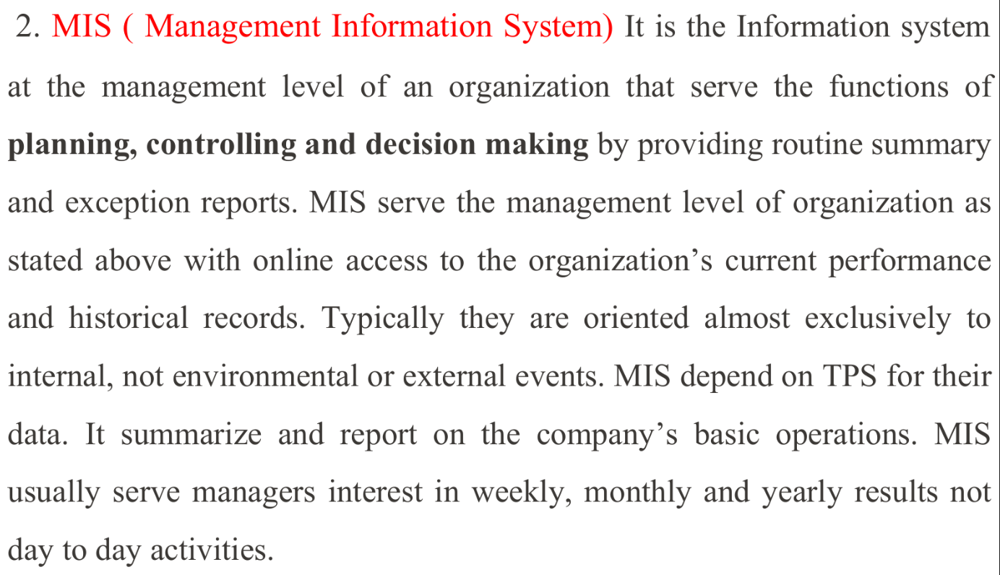 2. MIS ( Management Information System) It is the Information system
at the management level of an organization that serve the functions of
planning, controlling and decision making by providing routine summary
and exception reports. MIS serve the management level of organization as
stated above with online access to the organization’s current performance
and historical records. Typically they are oriented almost exclusively to
internal, not environmental or external events. MIS depend on TPS for their
data. It summarize and report on the company’s basic operations. MIS
usually serve managers interest in weekly, monthly and yearly results not
day to day activities.